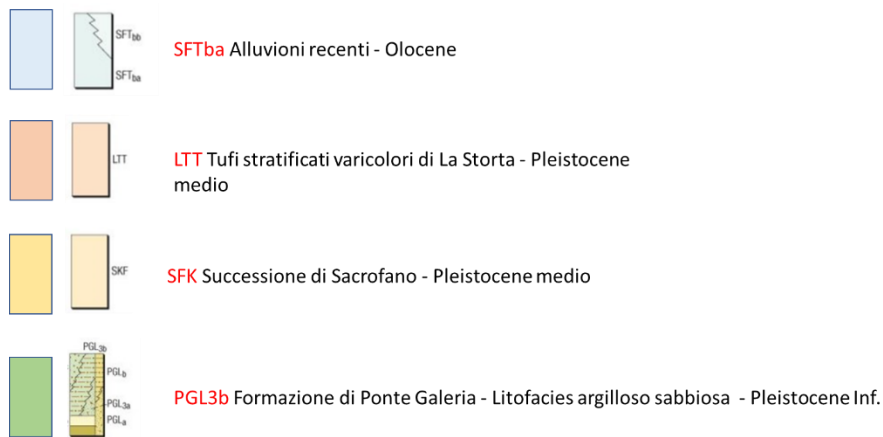 SFTbb
SFTba
SFTba Alluvioni recenti - Olocene
LTT
LTT Tufi stratificati varicolori di La Storta - Pleistocene
medio
SKF
SFK Successione di Sacrofano - Pleistocene medio
PGL3b
PGLb
PGL3a
PGLa
PGL3b Formazione di Ponte Galeria - Litofacies argilloso sabbiosa - Pleistocene Inf.